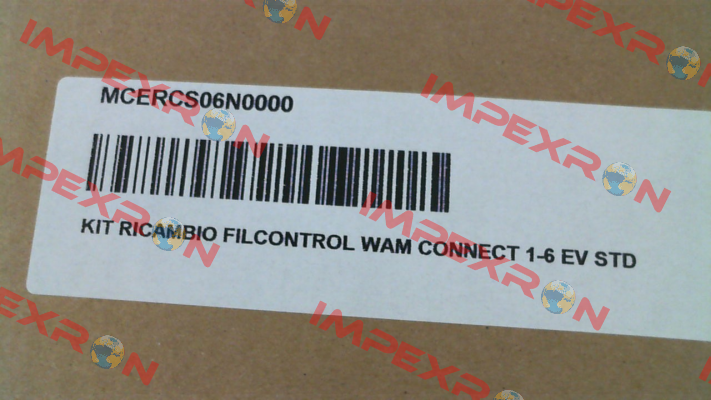 IMPEXRON
IMPEXRON
MCERCS06N0000
KIT RICAMBIO FILCONTROL WAM CONNECT 1-6 EV STD
IMPEXRON
IMPEXRON
IMPEXRON
IMPEXRON